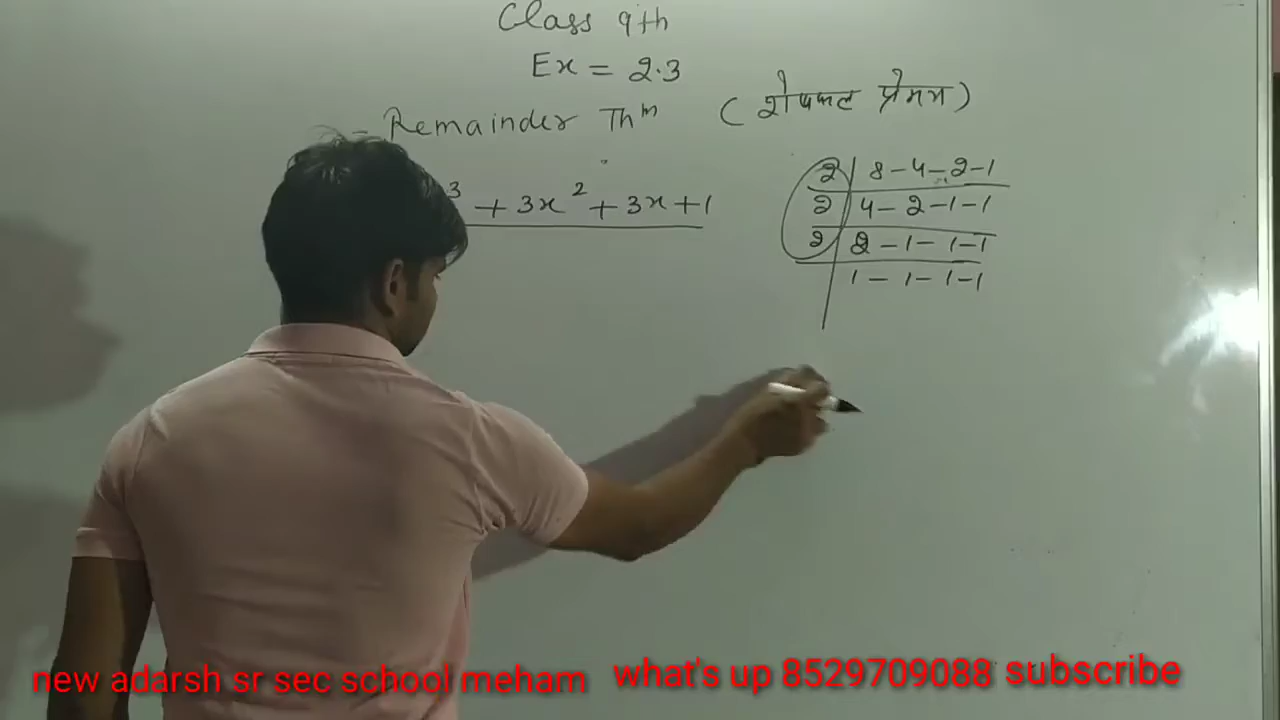 Class 9th
Ex = 2.3
- Remainder Thm (शेषफल प्रेमय)
3 + 3x2 + 3x + 1
2 | 8 - 4 - 2 - 1
2 | 4 - 2 - 1 - 1
2 | 2 - 1 - 1 - 1
1 - 1 - 1 - 1
new adarsh sr sec school meham what's up 8529709088 subscribe